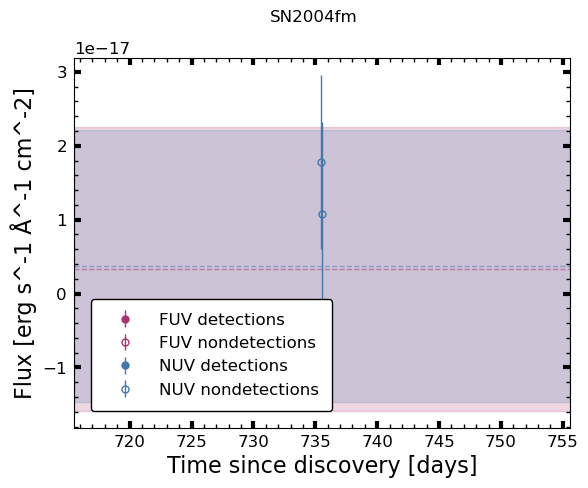 SN2004fm
1e−17
3
2
1
0
−1
Flux [erg s^-1 Å^-1 cm^-2]
FUV detections
FUV nondetections
NUV detections
NUV nondetections
720 725 730 735 740 745 750 755
Time since discovery [days]